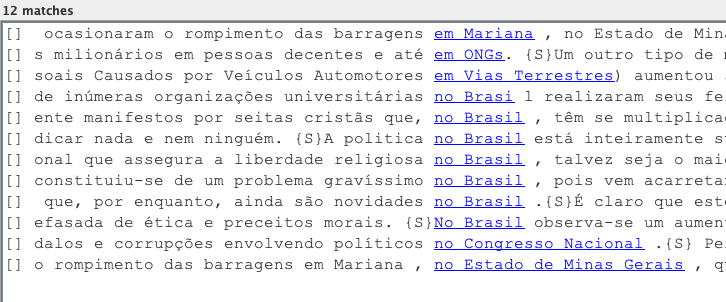 12 matches
[] ocasionaram o rompimento das barragens em Mariana , no Estado de Mina
[] s milionários em pessoas decentes e até em ONGs. {S}Um outro tipo de
[] soais Causados por Veículos Automotores em Vias Terrestres) aumentou
[] de inúmeras organizações universitárias no Brasi l realizaram seus fe
[] ente manifestos por seitas cristãs que, no Brasil , têm se multiplica
[] dicar nada e nem ninguém. {S}A politica no Brasil está inteiramente s
[] onal que assegura a liberdade religiosa no Brasil , talvez seja o maio
[] constituiu-se de um problema gravíssimo no Brasil , pois vem acarreta
[] que, por enquanto, ainda são novidades no Brasil .{S}É claro que est
[] efasada de ética e preceitos morais. {S}No Brasil observa-se um aumen
[] dalos e corrupções envolvendo políticos no Congresso Nacional .{S} Pe
[] o rompimento das barragens em Mariana , no Estado de Minas Gerais , q